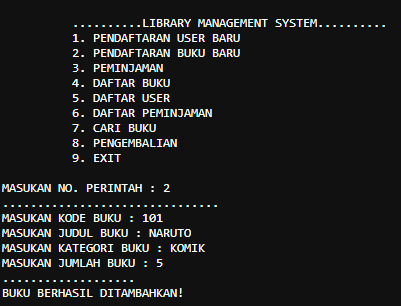 ..........LIBRARY MANAGEMENT SYSTEM..........
1. PENDAFTARAN USER BARU
2. PENDAFTARAN BUKU BARU
3. PEMINJAMAN
4. DAFTAR BUKU
5. DAFTAR USER
6. DAFTAR PEMINJAMAN
7. CARI BUKU
8. PENGEMBALIAN
9. EXIT
MASUKAN NO. PERINTAH : 2
...............................
MASUKAN KODE BUKU : 101
MASUKAN JUDUL BUKU : NARUTO
MASUKAN KATEGORI BUKU : KOMIK
MASUKAN JUMLAH BUKU : 5
...................
BUKU BERHASIL DITAMBAHKAN!